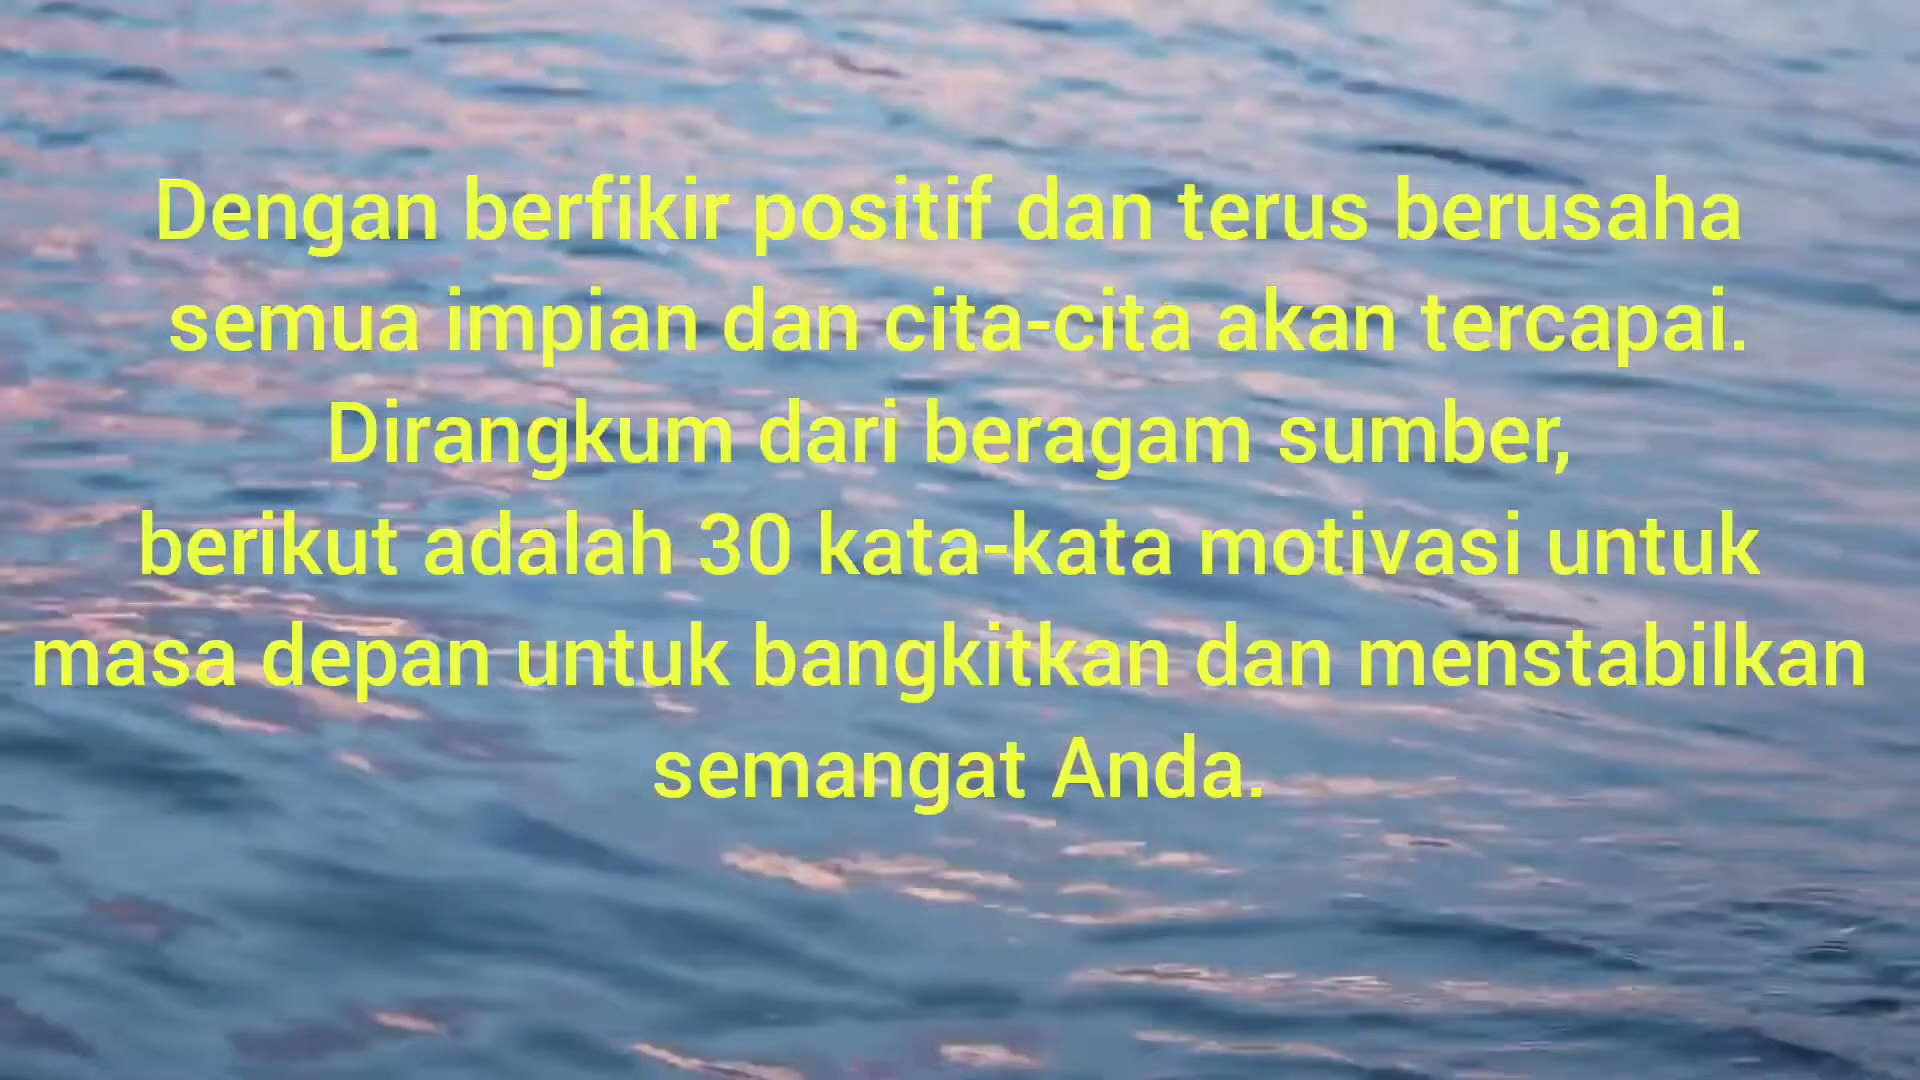 Dengan berfikir positif dan terus berusaha
semua impian dan cita-cita akan tercapai.
Dirangkum dari beragam sumber,
berikut adalah 30 kata-kata motivasi untuk
masa depan untuk bangkitkan dan menstabilkan
semangat Anda.